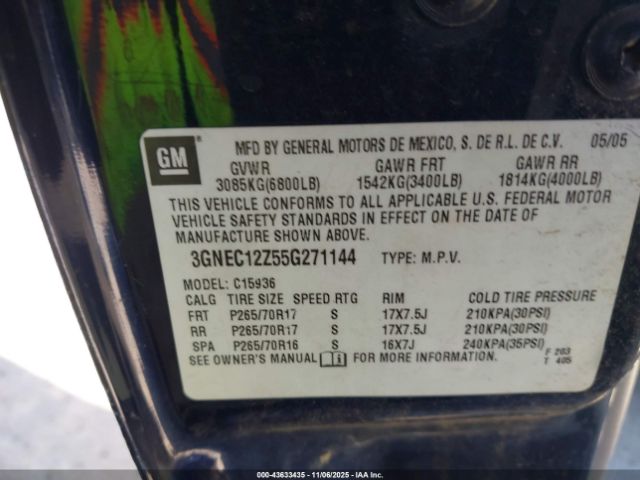 GM
MFD BY GENERAL MOTORS DE MEXICO, S. DE R.L. DE C.V. 05/05
GVWR GAWR FRT GAWR RR
3085KG(6800LB) 1542KG(3400LB) 1814KG(4000LB)
THIS VEHICLE CONFORMS TO ALL APPLICABLE U.S. FEDERAL MOTOR
VEHICLE SAFETY STANDARDS IN EFFECT ON THE DATE OF
MANUFACTURE SHOWN ABOVE.
3GNEC12Z55G271144 TYPE: M.P.V.
MODEL: C15936
CALG TIRE SIZE SPEED RTG RIM COLD TIRE PRESSURE
FRT P265/70R17 S 17X7.5J 210KPA(30PSI)
RR P265/70R17 S 17X7.5J 210KPA(30PSI)
SPA P265/70R16 S 16X7J 240KPA(35PSI)
SEE OWNER'S MANUAL FOR MORE INFORMATION. F 203
T 405
000-43633435 - 11/06/2025 - IAA Inc.